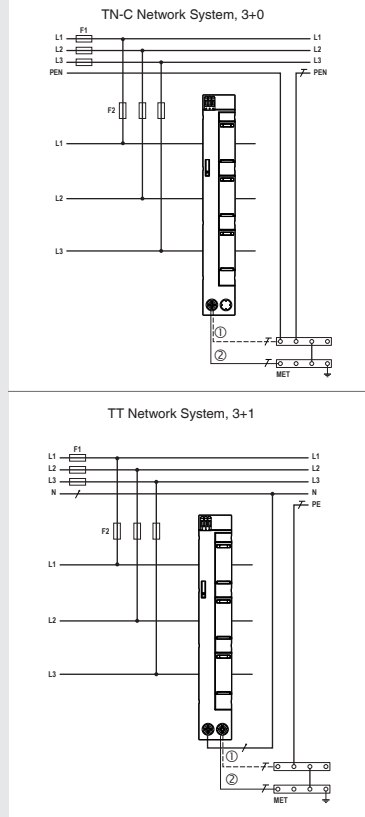 TN-C Network System, 3+0
F1
L1 L1
L2 L2
L3 L3
PEN PEN
F2
L1
L2
L3
①
②
MET
TT Network System, 3+1
F1
L1 L1
L2 L2
L3 L3
N N
PE
F2
L1
L2
L3
①
②
MET